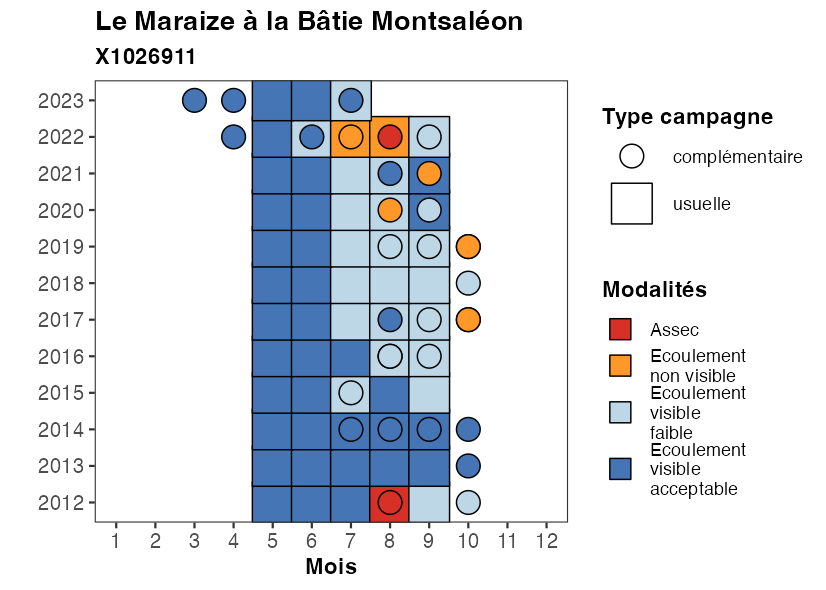 Le Maraize à la Bâtie Montsaléon
X1026911
2023
2022
2021
2020
2019
2018
2017
2016
2015
2014
2013
2012
1 2 3 4 5 6 7 8 9 10 11 12
Mois
Type campagne
complémentaire
usuelle
Modalités
Assec
Ecoulement
non visible
Ecoulement
visible
faible
Ecoulement
visible
acceptable